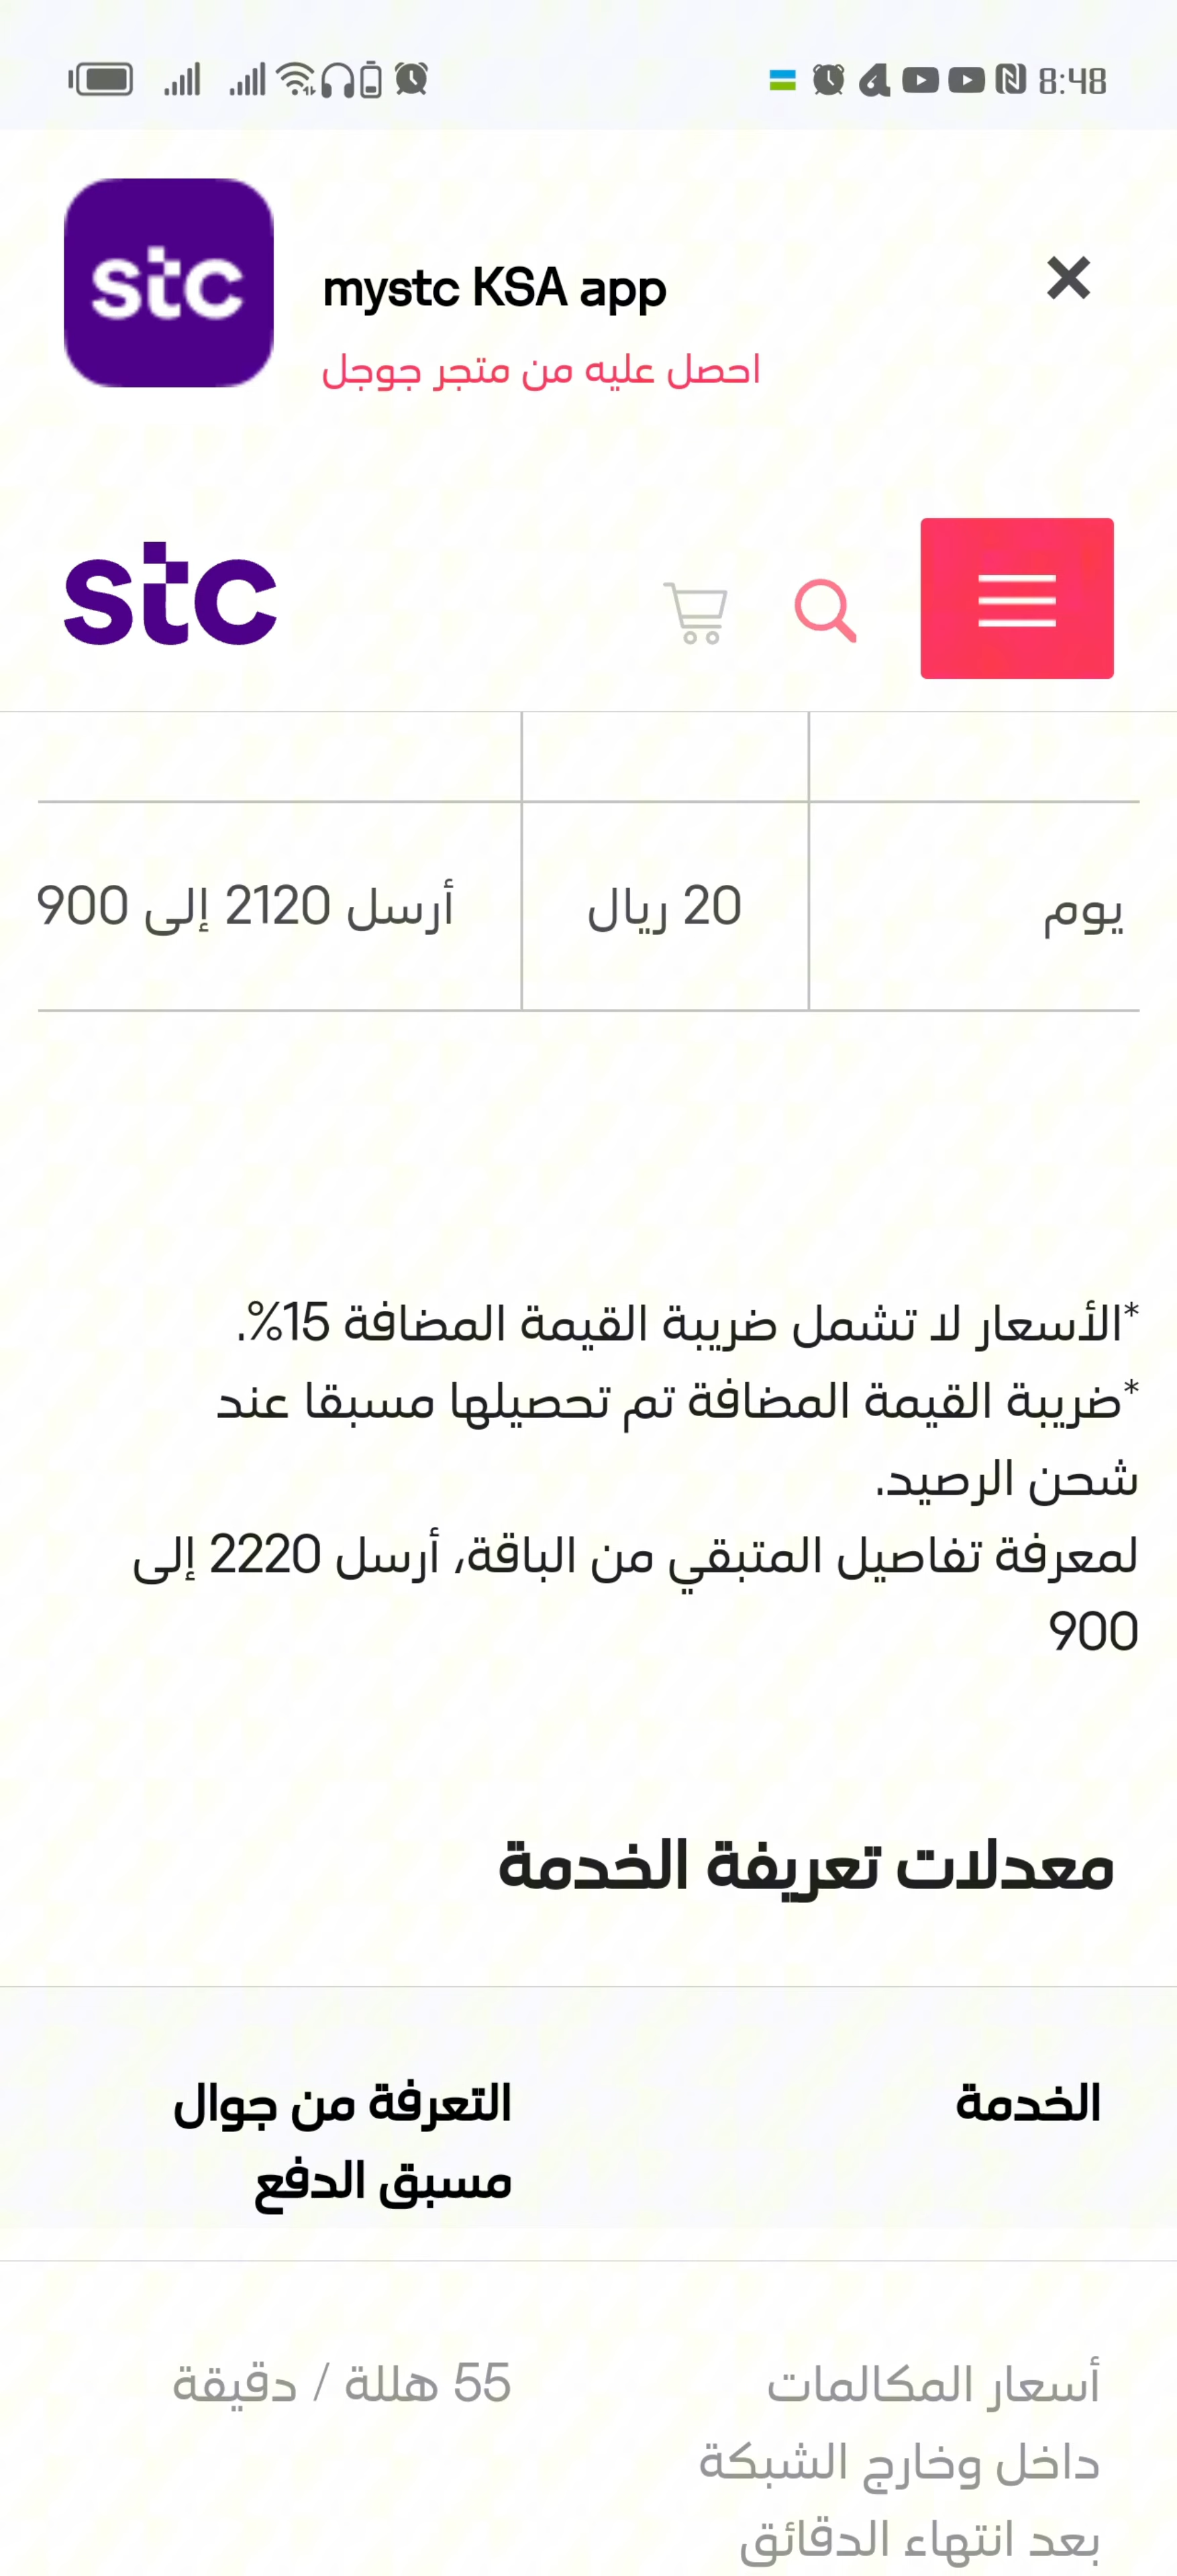 8:48
stc
mystc KSA app
احصل عليه من متجر جوجل
stc
يوم
20 ريال
أرسل 2120 إلى 900
*الأسعار لا تشمل ضريبة القيمة المضافة 15%.
*ضريبة القيمة المضافة تم تحصيلها مسبقا عند
شحن الرصيد.
لمعرفة تفاصيل المتبقي من الباقة، أرسل 2220 إلى
900
معدلات تعريفة الخدمة
الخدمة
التعرفة من جوال
مسبق الدفع
أسعار المكالمات
داخل وخارج الشبكة
بعد انتهاء الدقائق
55 هللة / دقيقة